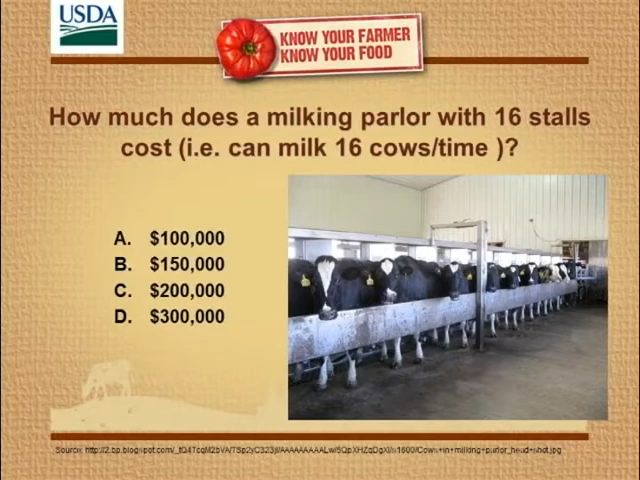 USDA
KNOW YOUR FARMER
KNOW YOUR FOOD
How much does a milking parlor with 16 stalls
cost (i.e. can milk 16 cows/time )?
A. $100,000
B. $150,000
C. $200,000
D. $300,000
Source: